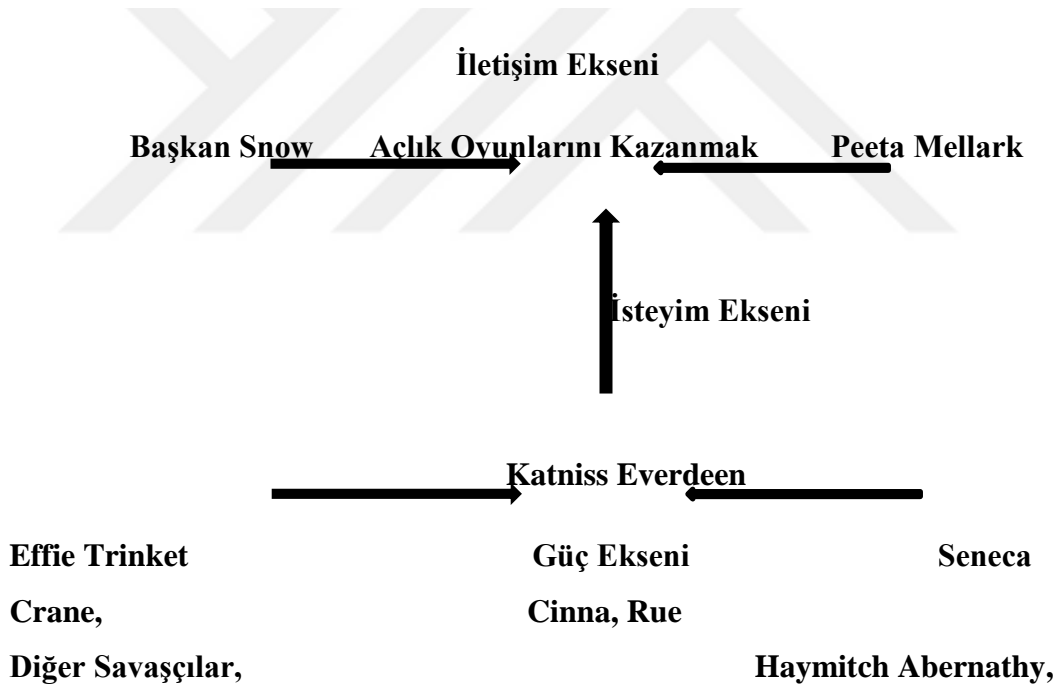 İletişim Ekseni
Başkan Snow Açlık Oyunlarını Kazanmak Peeta Mellark
İsteyim Ekseni
Katniss Everdeen
Effie Trinket Güç Ekseni Seneca
Crane, Cinna, Rue
Diğer Savaşçılar, Haymitch Abernathy,